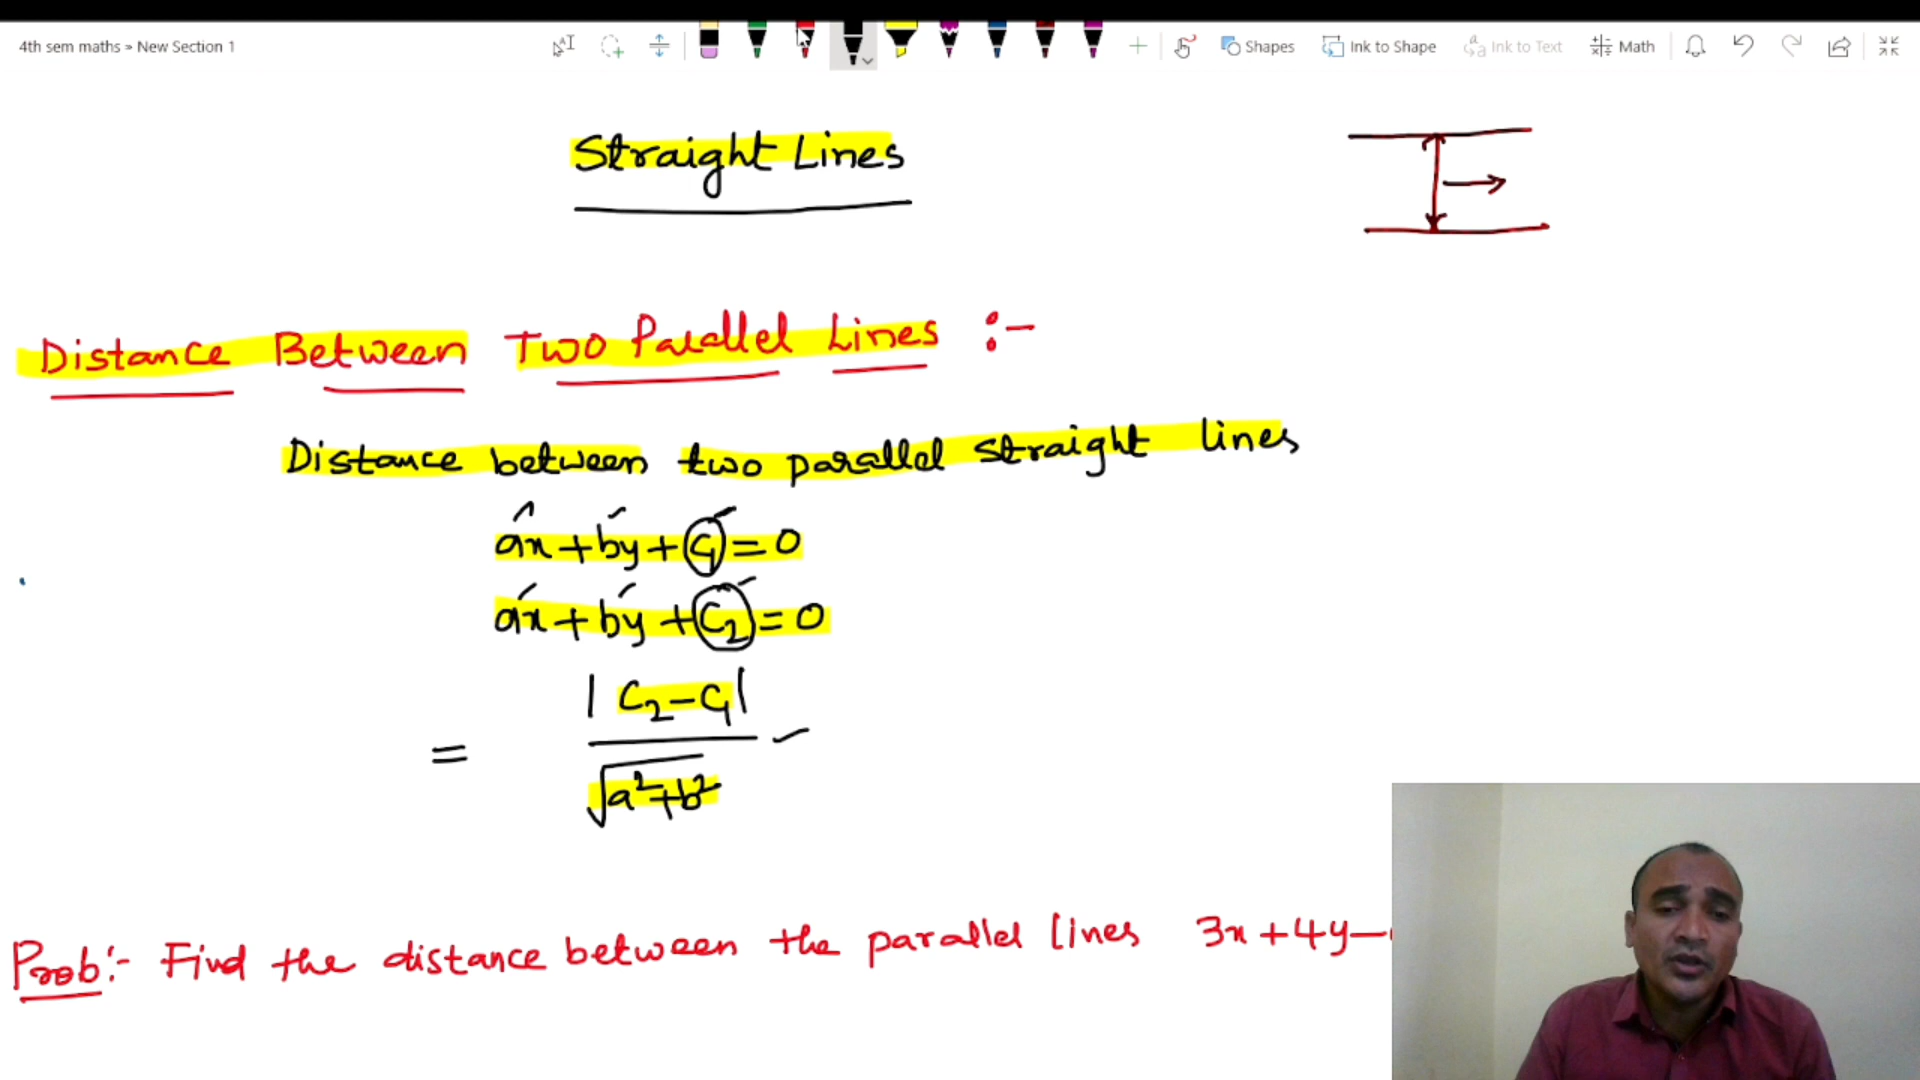 4th sem maths » New Section 1
Shapes
Ink to Shape
Ink to Text
Math
Straight Lines
Distance Between Two Parallel Lines :-
Distance between two parallel straight lines
ax+by+c₁=0
ax+by+c₂=0
= |c₂-c₁| / √a²+b²
Prob:- Find the distance between the parallel lines 3x+4y-